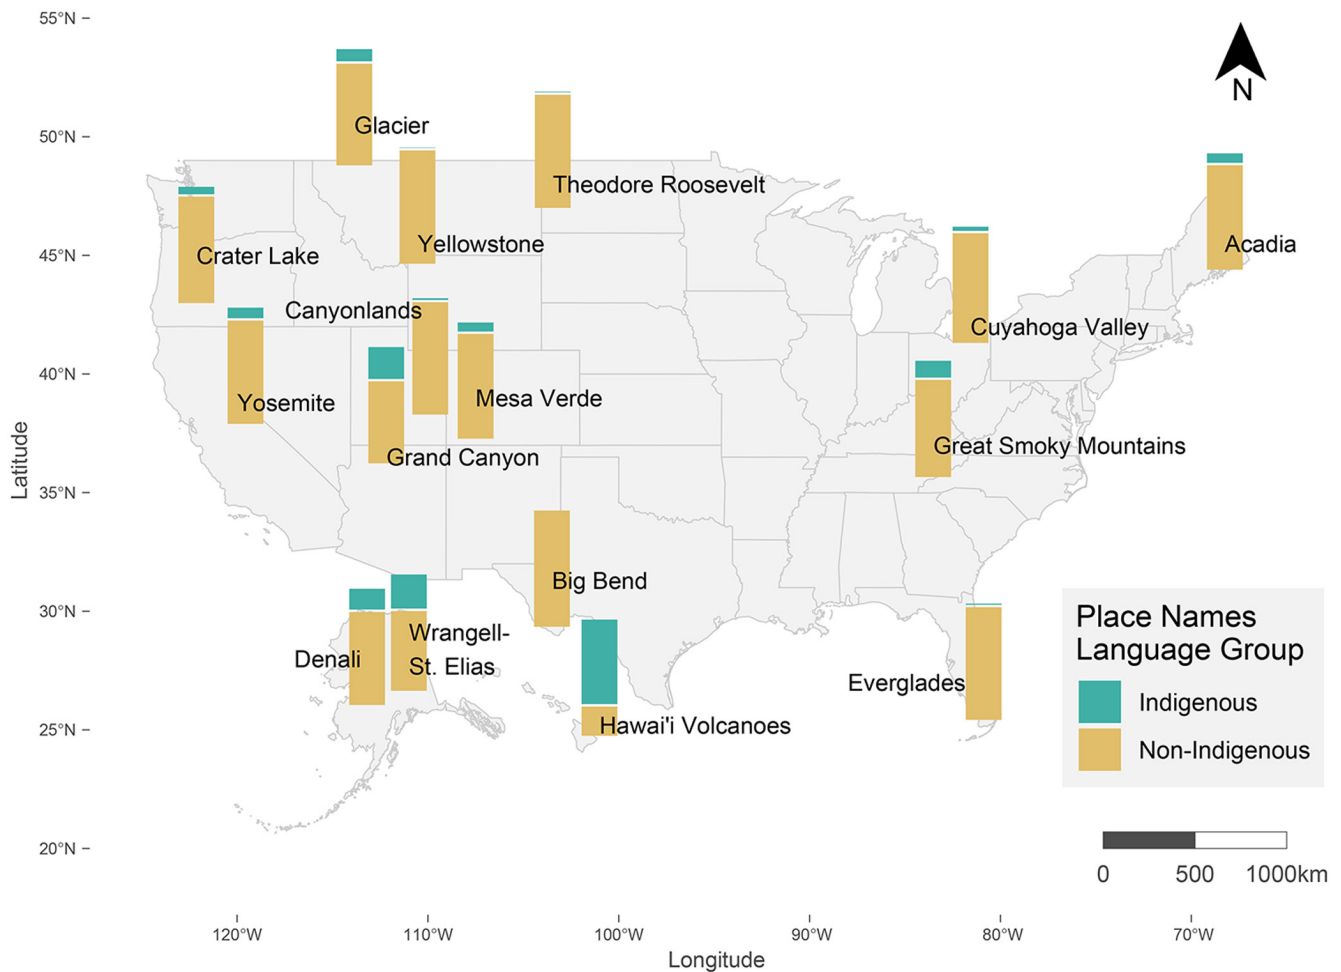 55°N
50°N
45°N
40°N
35°N
30°N
25°N
20°N
Latitude
N
Glacier
Theodore Roosevelt
Yellowstone
Acadia
Crater Lake
Canyonlands
Cuyahoga Valley
Yosemite
Mesa Verde
Grand Canyon
Great Smoky Mountains
Big Bend
Wrangell-
St. Elias
Denali
Everglades
Hawai'i Volcanoes
Place Names
Language Group
Indigenous
Non-Indigenous
0 500 1000km
120°W 110°W 100°W 90°W 80°W 70°W
Longitude